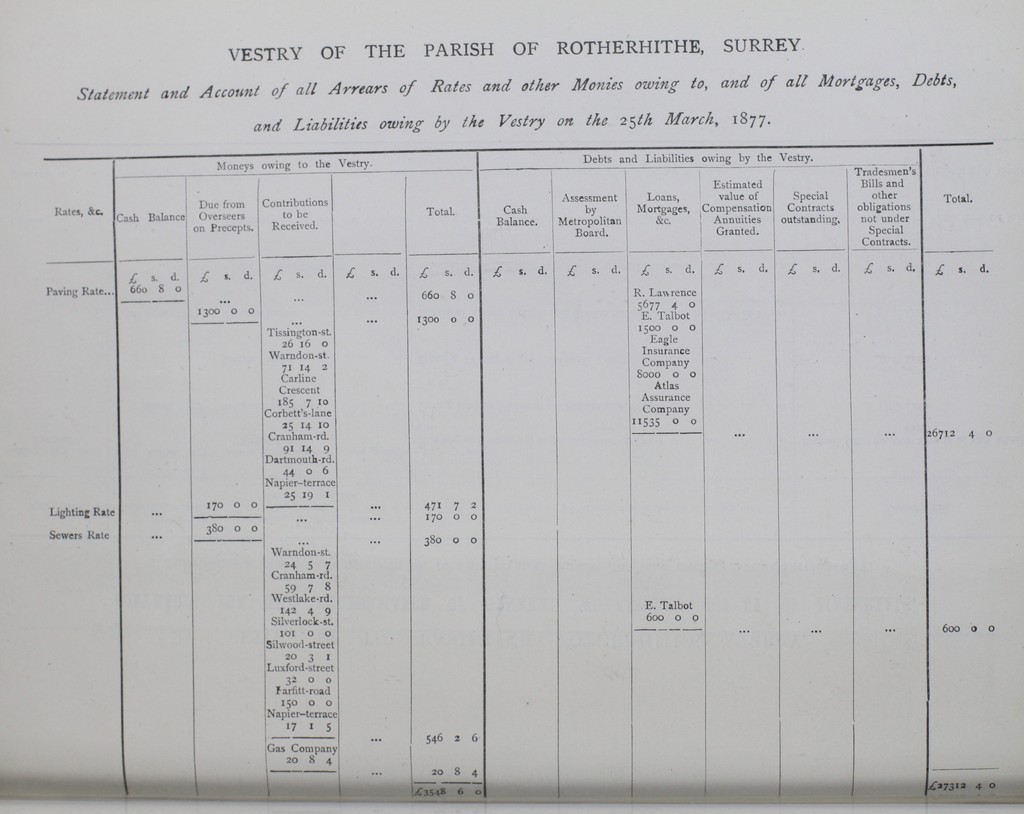 VESTRY OF THE PARISH OF ROTHERHITHE, SURREY.
Statement and Account of all Arrears of Rates and other Monies owing to, and of all Mortgages, Debts,
and Liabilities owing by the Vestry on the 25th March, 1877.
Moneys owing to the Vestry. Debts and Liabilities owing by the Vestry.
Rates, &c.
Cash Balance
Due from
Overseers
on Precepts.
Contributions
to be
Received.
Total.
Cash
Balance.
Assessment
by
Metropolitan
Board.
Loans,
Mortgages,
&c.
Estimated
value of
Compensation
Annuities
Granted.
Special
Contracts
outstanding.
Tradesmen's
Bills and
other
obligations
not under
Special
Contracts.
Total.
£ s. d. £ s. d. £ s. d. £ s. d. £ s. d. £ s. d. £ s. d. £ s. d. £ s. d. £ s. d. £ s. d. £ s. d.
Paving Rate... 660 8 0 ... ... ... 660 8 0
1300 0 0 ... ... 1300 0 0
Tissington-st.
26 16 0
Warndon-st.
71 14 2
Carline
Crescent
185 7 10
Corbett's-lane
25 14 10
Cranham-rd.
91 14 9
Dartmouth-rd.
44 0 6
Napier-terrace
25 19 1
... 471 7 2
R. Lawrence
5677 4 0
E. Talbot
1500 0 0
Eagle
Insurance
Company
8000 0 0
Atlas
Assurance
Company
11535 0 0
... ... ... 26712 4 0
Lighting Rate ... 170 0 0 ... ... 170 0 0
Sewers Rate ... 380 0 0 ... ... 380 0 0
Warndon-st.
24 5 7
Cranham-rd.
59 7 8
Westlake-rd.
142 4 9
Silverlock-st.
101 0 0
Silwood-street
20 3 1
Luxford-street
32 0 0
Farfitt-road
150 0 0
Napier-terrace
17 1 5
... 546 2 6
E. Talbot
600 0 0
... ... ... 600 0 0
Gas Company
20 8 4
... 20 8 4
£3548 6 0 £27312 4 0